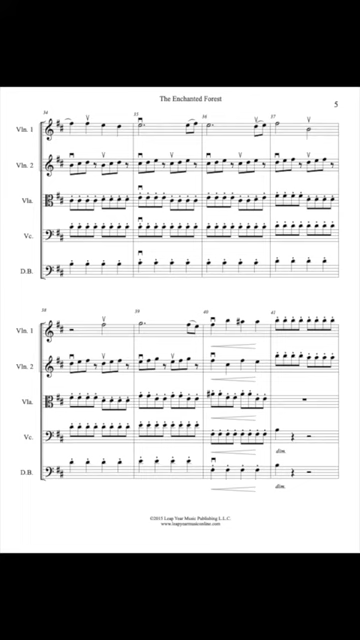 The Enchanted Forest
5
34
35
36
37
Vln. 1
Vln. 2
Vla.
Vc.
D.B.
38
39
40
41
Vln. 1
Vln. 2
Vla.
Vc.
dim.
D.B.
dim.
©2015 Leap Year Music Publishing L.L.C.
www.leapyearmusiconline.com